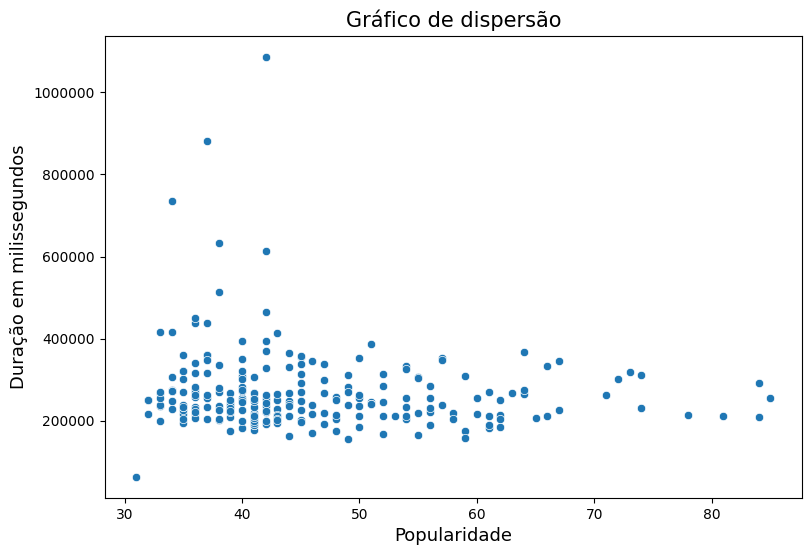 Gráfico de dispersão
1000000
800000
600000
400000
200000
Duração em milissegundos
30 40 50 60 70 80
Popularidade